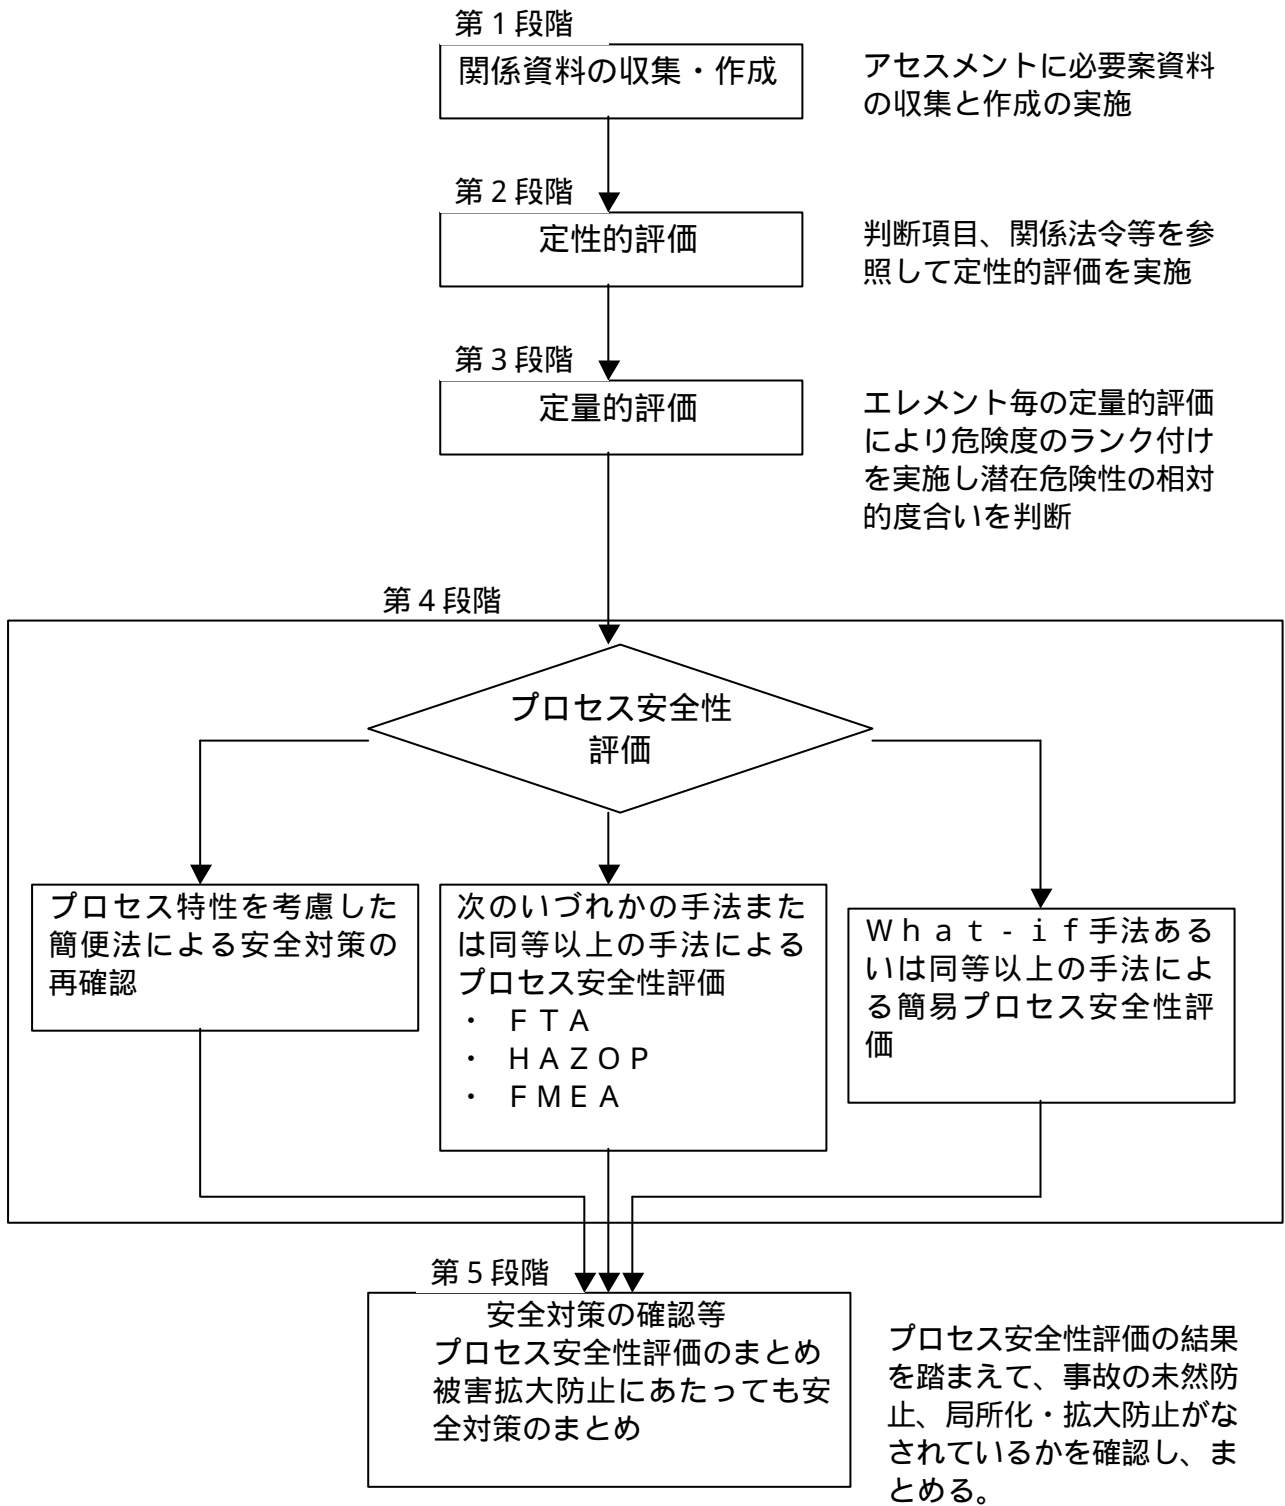 第1段階
関係資料の収集・作成
アセスメントに必要案資料
の収集と作成の実施
第2段階
定性的評価
判断項目、関係法令等を参
照して定性的評価を実施
第3段階
定量的評価
エレメント毎の定量的評価
により危険度のランク付け
を実施し潜在危険性の相対
的度合いを判断
第4段階
プロセス安全性
評価
プロセス特性を考慮した
簡便法による安全対策の
再確認
次のいづれかの手法また
は同等以上の手法による
プロセス安全性評価
・ FTA
・ HAZOP
・ FMEA
What-if手法ある
いは同等以上の手法によ
る簡易プロセス安全性評
価
第5段階
安全対策の確認等
プロセス安全性評価のまとめ
被害拡大防止にあたっても安
全対策のまとめ
プロセス安全性評価の結果
を踏まえて、事故の未然防
止、局所化・拡大防止がな
されているかを確認し、ま
とめる。